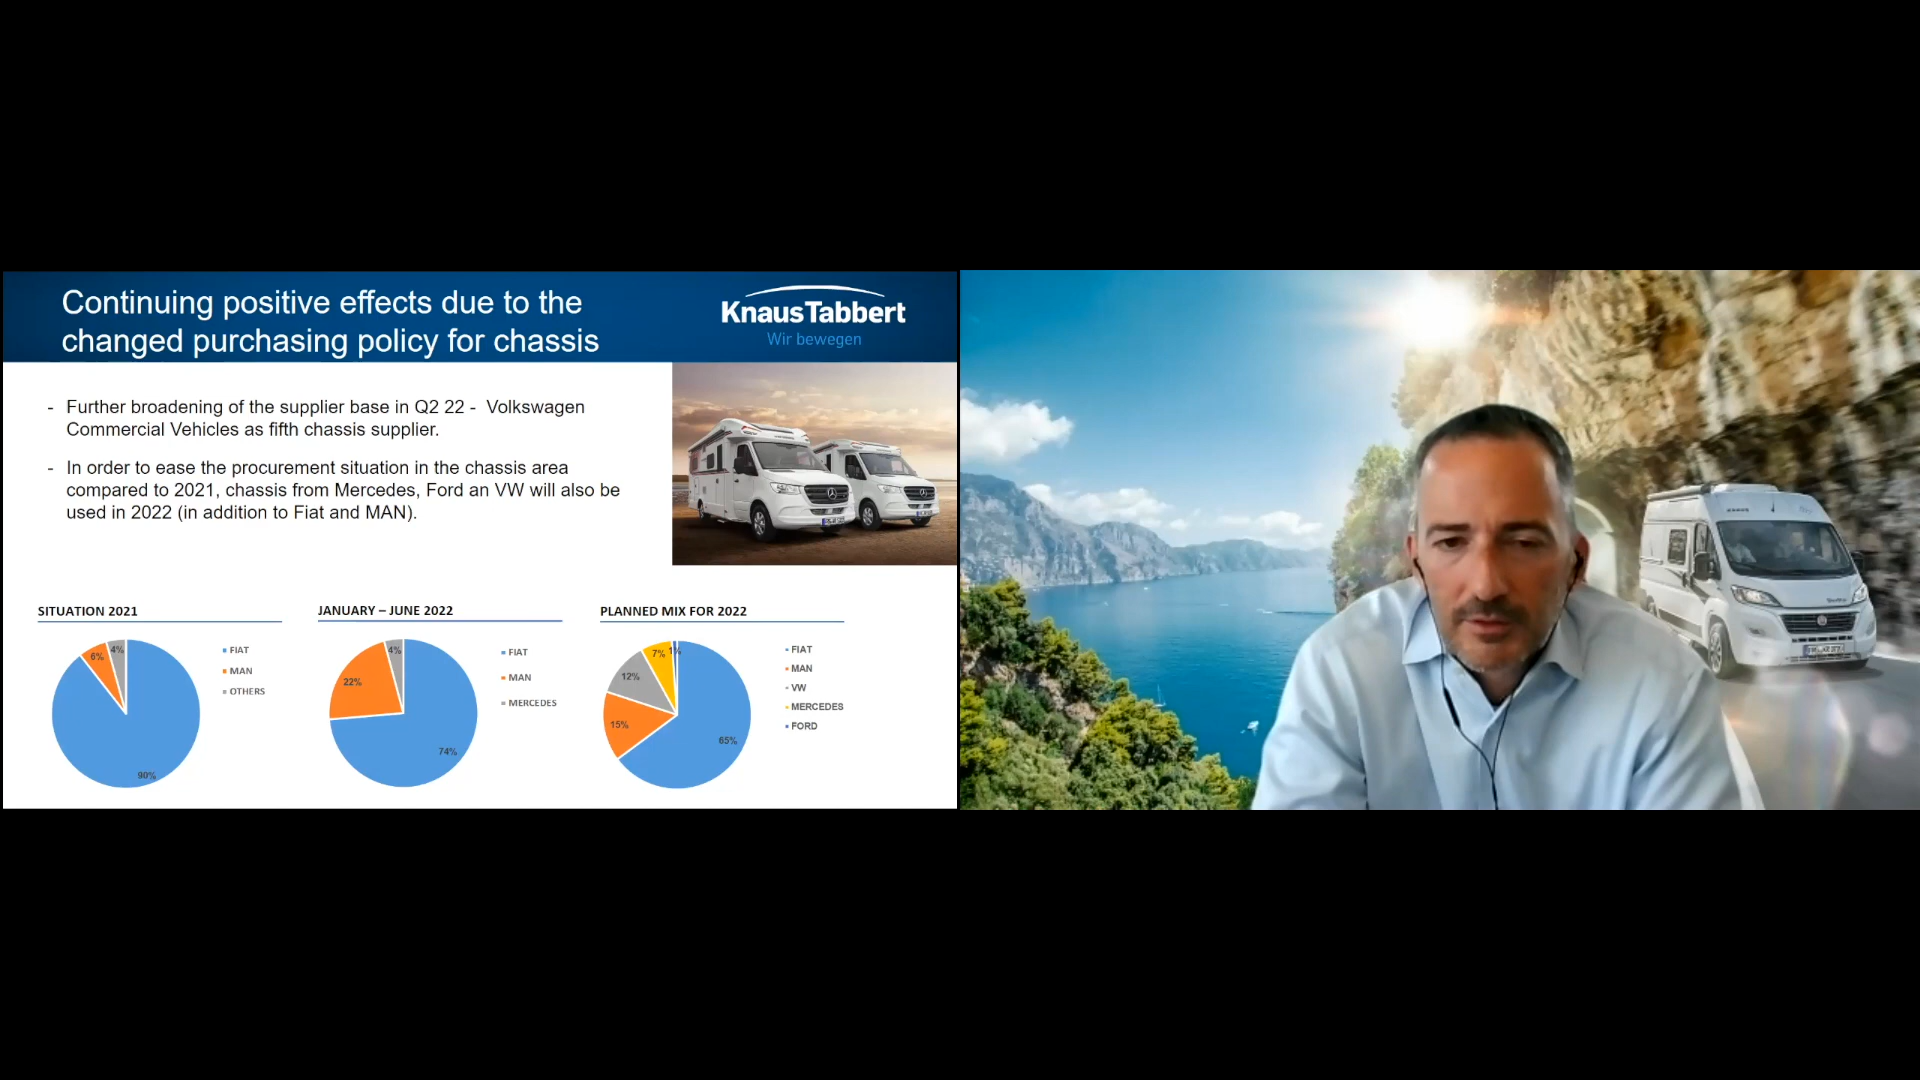 Continuing positive effects due to the
changed purchasing policy for chassis
KnausTabbert
Wir bewegen
- Further broadening of the supplier base in Q2 22 - Volkswagen
Commercial Vehicles as fifth chassis supplier.
- In order to ease the procurement situation in the chassis area
compared to 2021, chassis from Mercedes, Ford an VW will also be
used in 2022 (in addition to Fiat and MAN).
SITUATION 2021
6%
4%
90%
FIAT
MAN
OTHERS
JANUARY – JUNE 2022
4%
22%
74%
FIAT
MAN
MERCEDES
PLANNED MIX FOR 2022
7%
1%
12%
15%
65%
FIAT
MAN
VW
MERCEDES
FORD
KNAUS